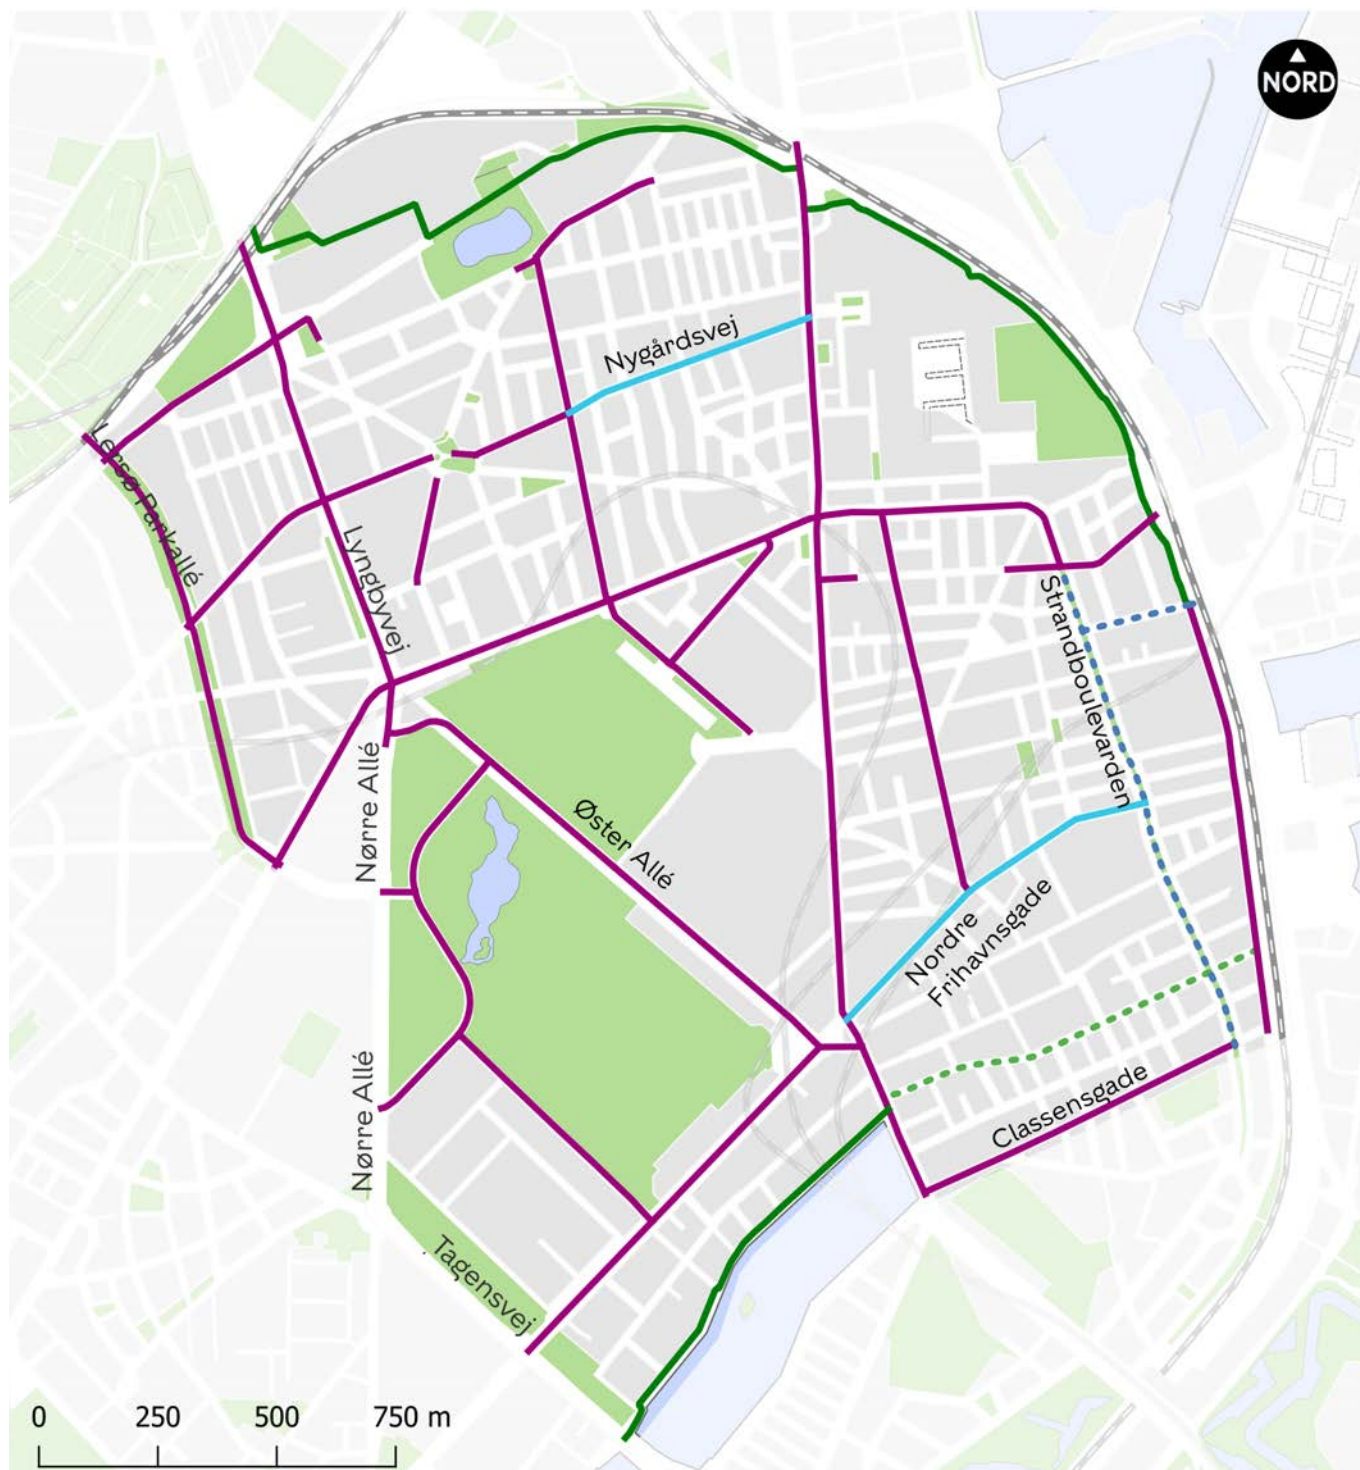 NORD
Nygårdsvej
Lersø Parkallé
Lyngbyvej
Strandboulevarden
Nørre Allé
Øster Allé
Nordre
Frihavnsgade
Nørre Allé
Classensgade
Tagensvej
0 250 500 750 m